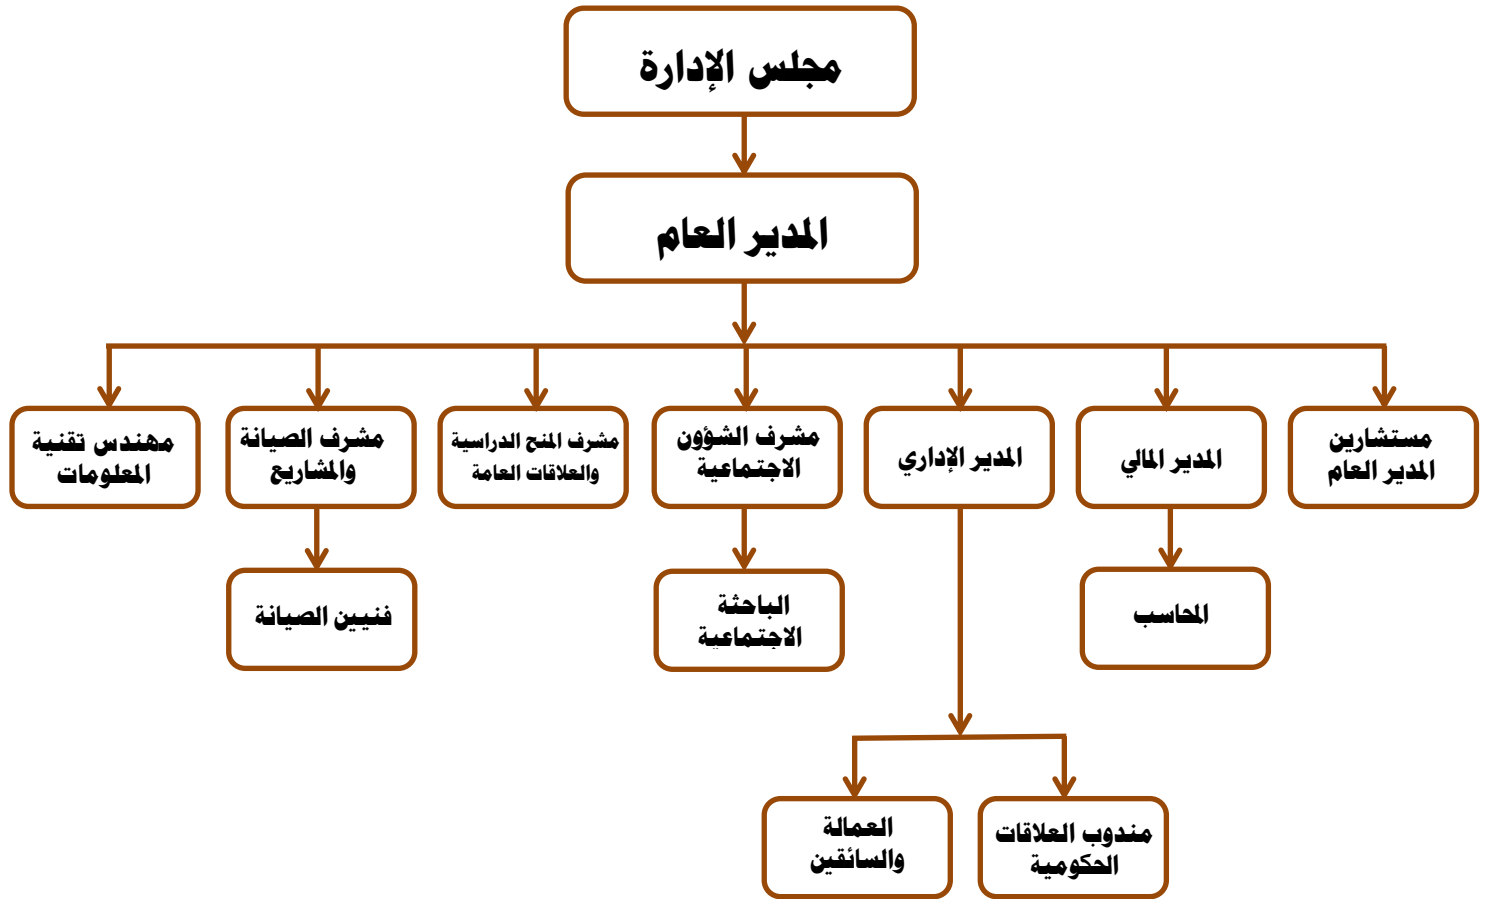 مجلس الإدارة
المدير العام
مستشارين
المدير العام
المدير المالي
المدير الإداري
مشرف الشؤون
الاجتماعية
مشرف المنح الدراسية
والعلاقات العامة
مشرف الصيانة
والمشاريع
مهندس تقنية
المعلومات
المحاسب
الباحثة
الاجتماعية
فنيين الصيانة
مندوب العلاقات
الحكومية
العمالة
والسائقين